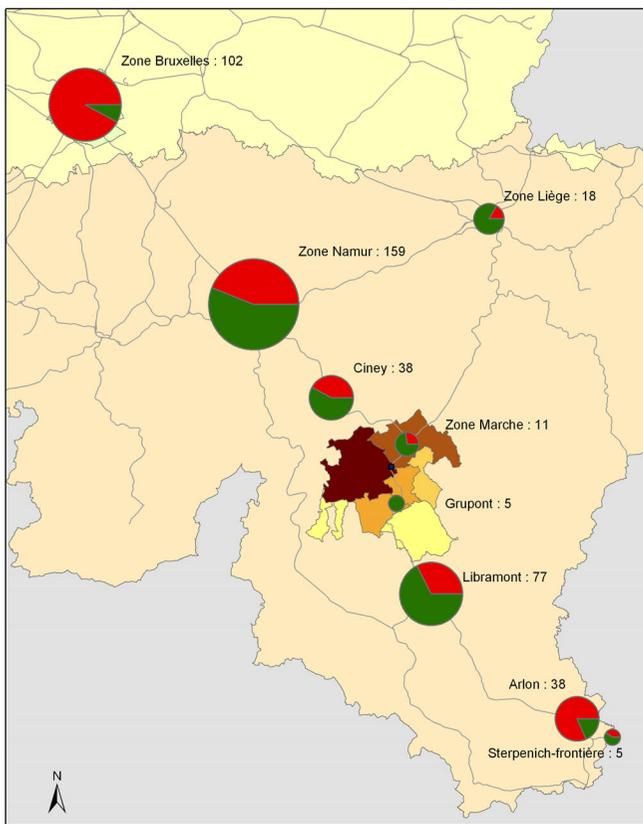 Zone Bruxelles : 102
Zone Liège : 18
Zone Namur : 159
Ciney : 38
Zone Marche : 11
Grupont : 5
Libramont : 77
Arlon : 38
Sterpenich-frontière : 5
N